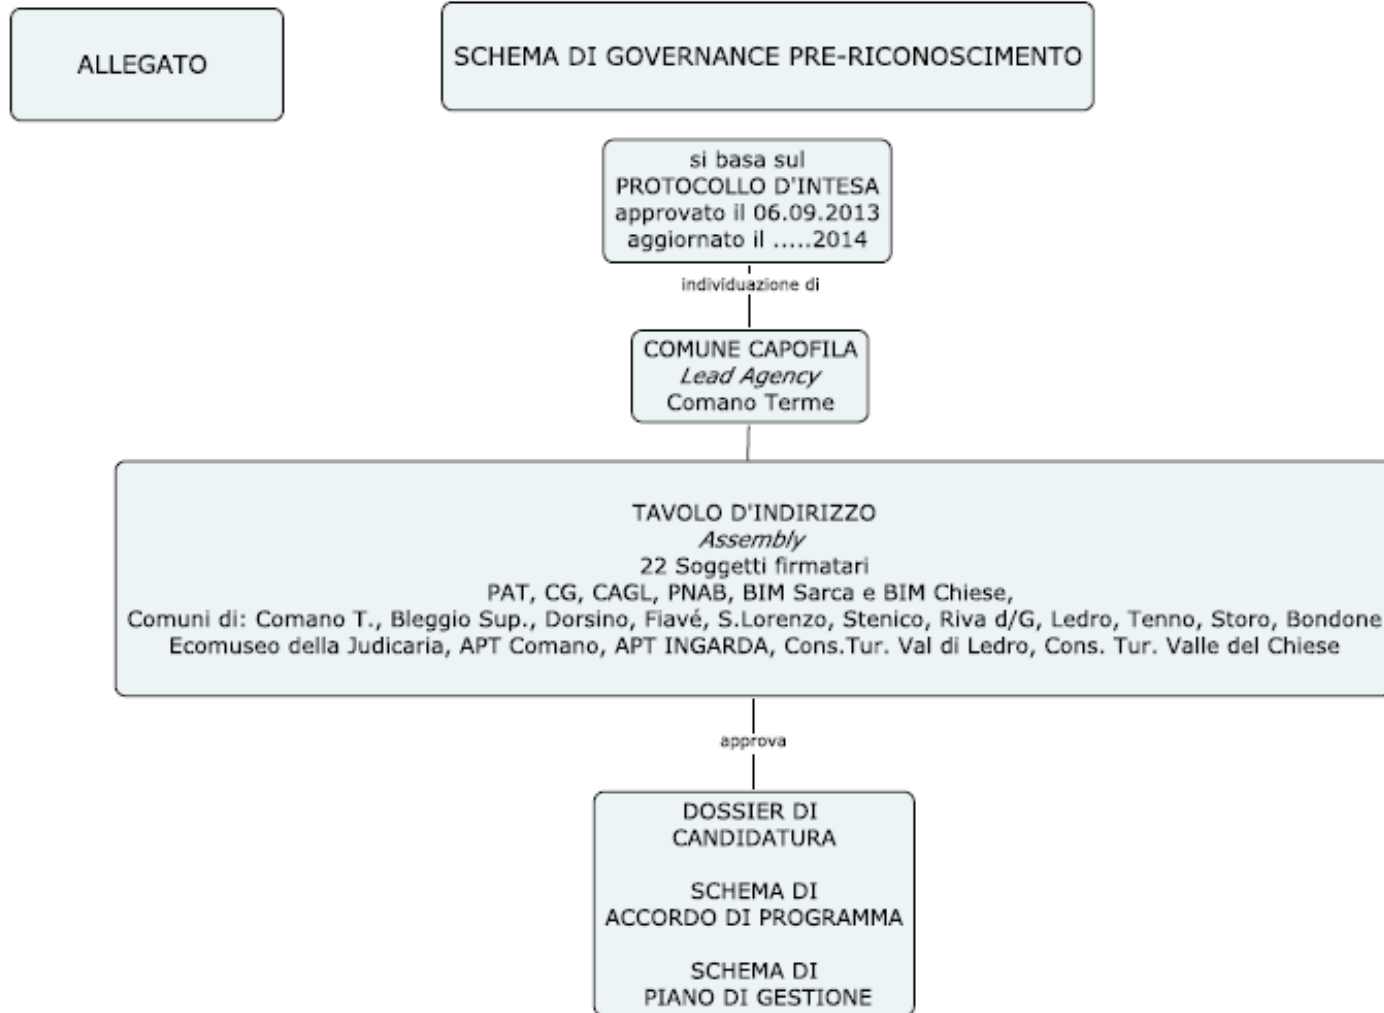 ALLEGATO
SCHEMA DI GOVERNANCE PRE-RICONOSCIMENTO
si basa sul
PROTOCOLLO D'INTESA
approvato il 06.09.2013
aggiornato il .....2014
individuazione di
COMUNE CAPOFILA
Lead Agency
Comano Terme
TAVOLO D'INDIRIZZO
Assembly
22 Soggetti firmatari
PAT, CG, CAGL, PNAB, BIM Sarca e BIM Chiese,
Comuni di: Comano T., Bleggio Sup., Dorsino, Fiavé, S.Lorenzo, Stenico, Riva d/G, Ledro, Tenno, Storo, Bondone
Ecomuseo della Judicaria, APT Comano, APT INGARDA, Cons.Tur. Val di Ledro, Cons. Tur. Valle del Chiese
approva
DOSSIER DI
CANDIDATURA
SCHEMA DI
ACCORDO DI PROGRAMMA
SCHEMA DI
PIANO DI GESTIONE